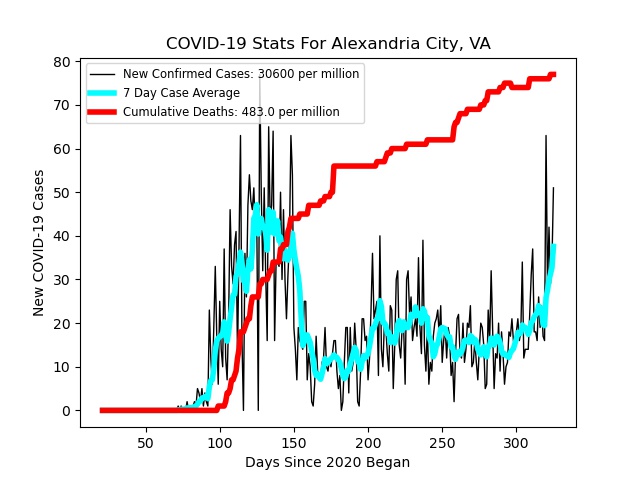 COVID-19 Stats For Alexandria City, VA
New Confirmed Cases: 30600 per million
7 Day Case Average
Cumulative Deaths: 483.0 per million
New COVID-19 Cases
80
70
60
50
40
30
20
10
0
50
100
150
200
250
300
Days Since 2020 Began